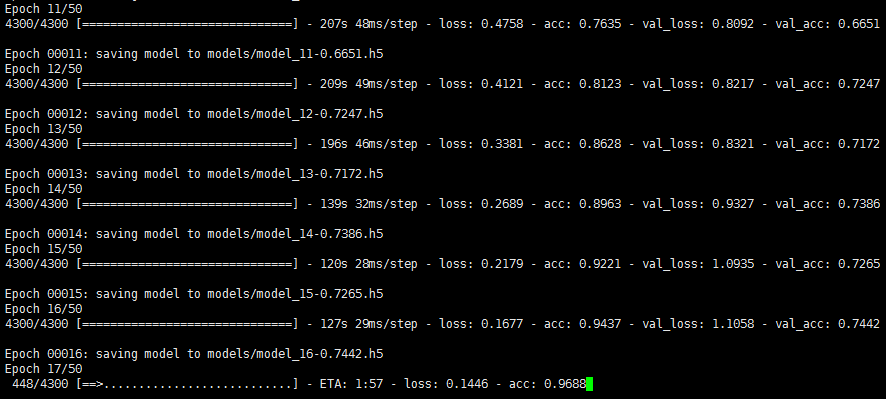 Epoch 11/50
4300/4300 [==============================] - 207s 48ms/step - loss: 0.4758 - acc: 0.7635 - val_loss: 0.8092 - val_acc: 0.6651
Epoch 00011: saving model to models/model_11-0.6651.h5
Epoch 12/50
4300/4300 [==============================] - 209s 49ms/step - loss: 0.4121 - acc: 0.8123 - val_loss: 0.8217 - val_acc: 0.7247
Epoch 00012: saving model to models/model_12-0.7247.h5
Epoch 13/50
4300/4300 [==============================] - 196s 46ms/step - loss: 0.3381 - acc: 0.8628 - val_loss: 0.8321 - val_acc: 0.7172
Epoch 00013: saving model to models/model_13-0.7172.h5
Epoch 14/50
4300/4300 [==============================] - 139s 32ms/step - loss: 0.2689 - acc: 0.8963 - val_loss: 0.9327 - val_acc: 0.7386
Epoch 00014: saving model to models/model_14-0.7386.h5
Epoch 15/50
4300/4300 [==============================] - 120s 28ms/step - loss: 0.2179 - acc: 0.9221 - val_loss: 1.0935 - val_acc: 0.7265
Epoch 00015: saving model to models/model_15-0.7265.h5
Epoch 16/50
4300/4300 [==============================] - 127s 29ms/step - loss: 0.1677 - acc: 0.9437 - val_loss: 1.1058 - val_acc: 0.7442
Epoch 00016: saving model to models/model_16-0.7442.h5
Epoch 17/50
448/4300 [==>...........................] - ETA: 1:57 - loss: 0.1446 - acc: 0.9688